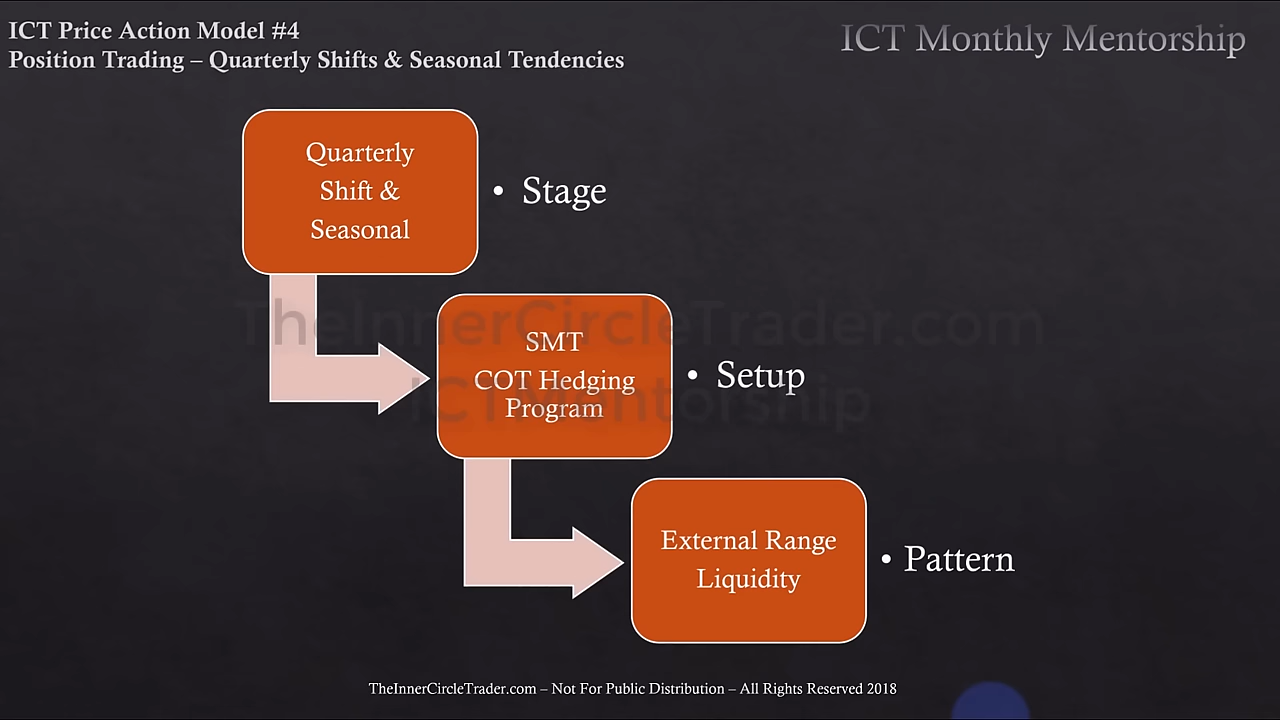 ICT Price Action Model #4
Position Trading – Quarterly Shifts & Seasonal Tendencies
ICT Monthly Mentorship
Quarterly
Shift &
Seasonal
• Stage
SMT
COT Hedging
Program
• Setup
External Range
Liquidity
• Pattern
TheInnerCircleTrader.com
ICT Mentorship
TheInnerCircleTrader.com – Not For Public Distribution – All Rights Reserved 2018